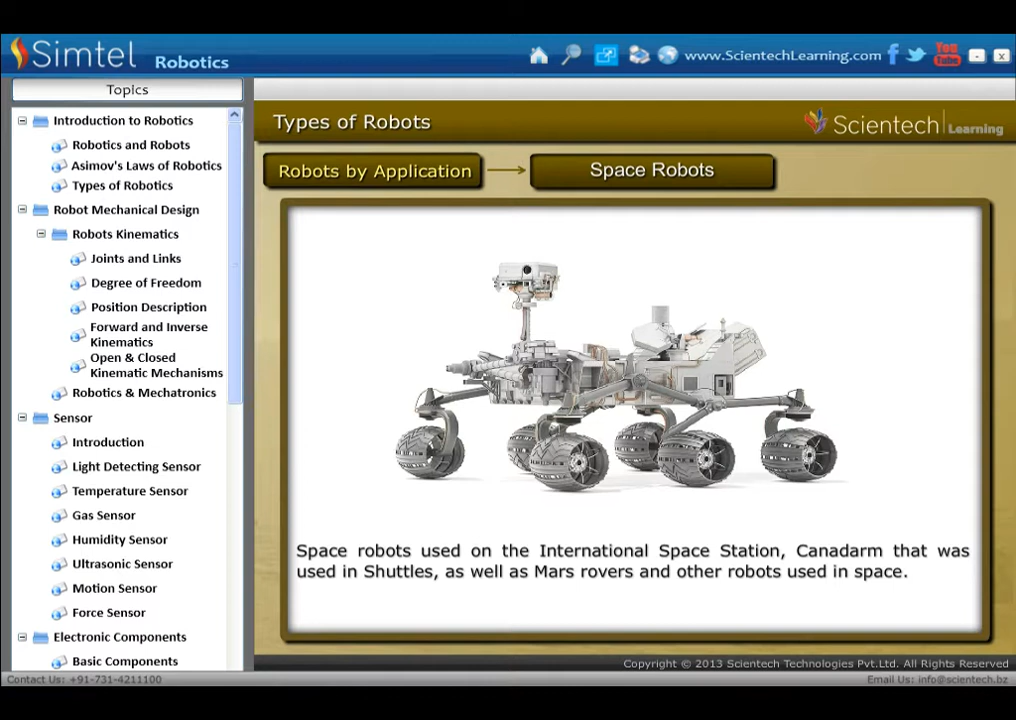 Simtel Robotics
www.ScientechLearning.com
f
You
Tube
- x
Topics
Introduction to Robotics
Robotics and Robots
Asimov's Laws of Robotics
Types of Robotics
Robot Mechanical Design
Robots Kinematics
Joints and Links
Degree of Freedom
Position Description
Forward and Inverse
Kinematics
Open & Closed
Kinematic Mechanisms
Robotics & Mechatronics
Sensor
Introduction
Light Detecting Sensor
Temperature Sensor
Gas Sensor
Humidity Sensor
Ultrasonic Sensor
Motion Sensor
Force Sensor
Electronic Components
Basic Components
Types of Robots
Scientech Learning
Robots by Application
Space Robots
Space robots used on the International Space Station, Canadarm that was
used in Shuttles, as well as Mars rovers and other robots used in space.
Copyright © 2013 Scientech Technologies Pvt.Ltd. All Rights Reserved
Contact Us: +91-731-4211100
Email Us: info@scientech.bz